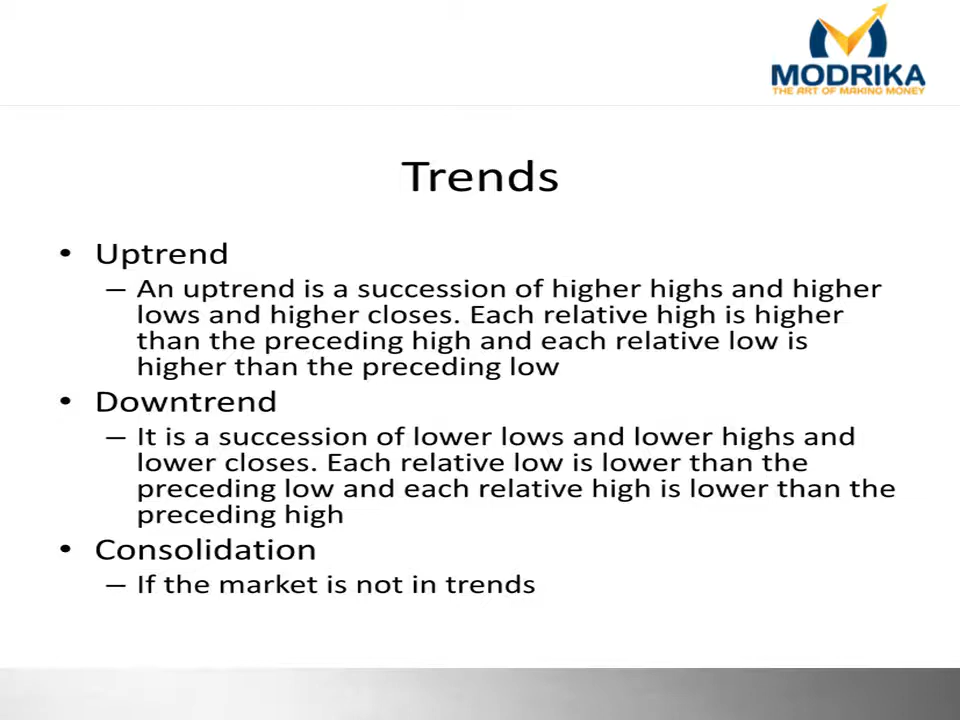 MODRIKA
THE ART OF MAKING MONEY
Trends
• Uptrend
– An uptrend is a succession of higher highs and higher
lows and higher closes. Each relative high is higher
than the preceding high and each relative low is
higher than the preceding low
• Downtrend
– It is a succession of lower lows and lower highs and
lower closes. Each relative low is lower than the
preceding low and each relative high is lower than the
preceding high
• Consolidation
– If the market is not in trends